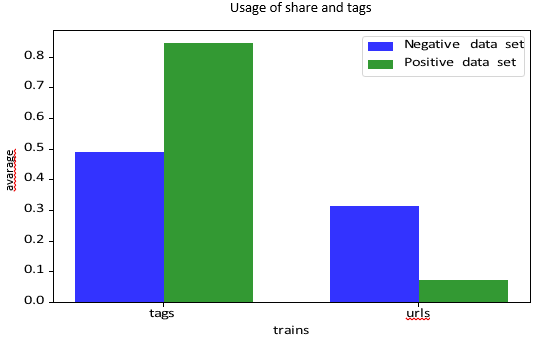 Usage of share and tags
Negative data set
Positive data set
0.8
0.7
0.6
0.5
0.4
0.3
0.2
0.1
0.0
avarage
tags
urls
trains